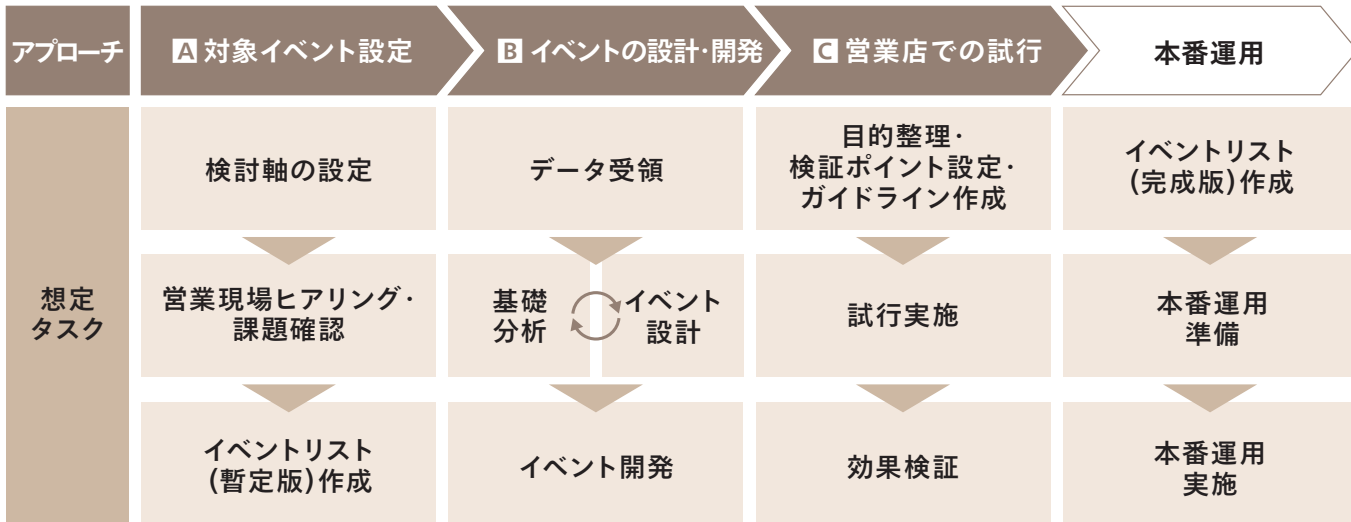 アプローチ
A 対象イベント設定
B イベントの設計・開発
C 営業店での試行
本番運用
想定
タスク
検討軸の設定
営業現場ヒアリング・
課題確認
イベントリスト
(暫定版)作成
データ受領
基礎
分析
イベント
設計
イベント開発
目的整理・
検証ポイント設定・
ガイドライン作成
試行実施
効果検証
イベントリスト
(完成版)作成
本番運用
準備
本番運用
実施